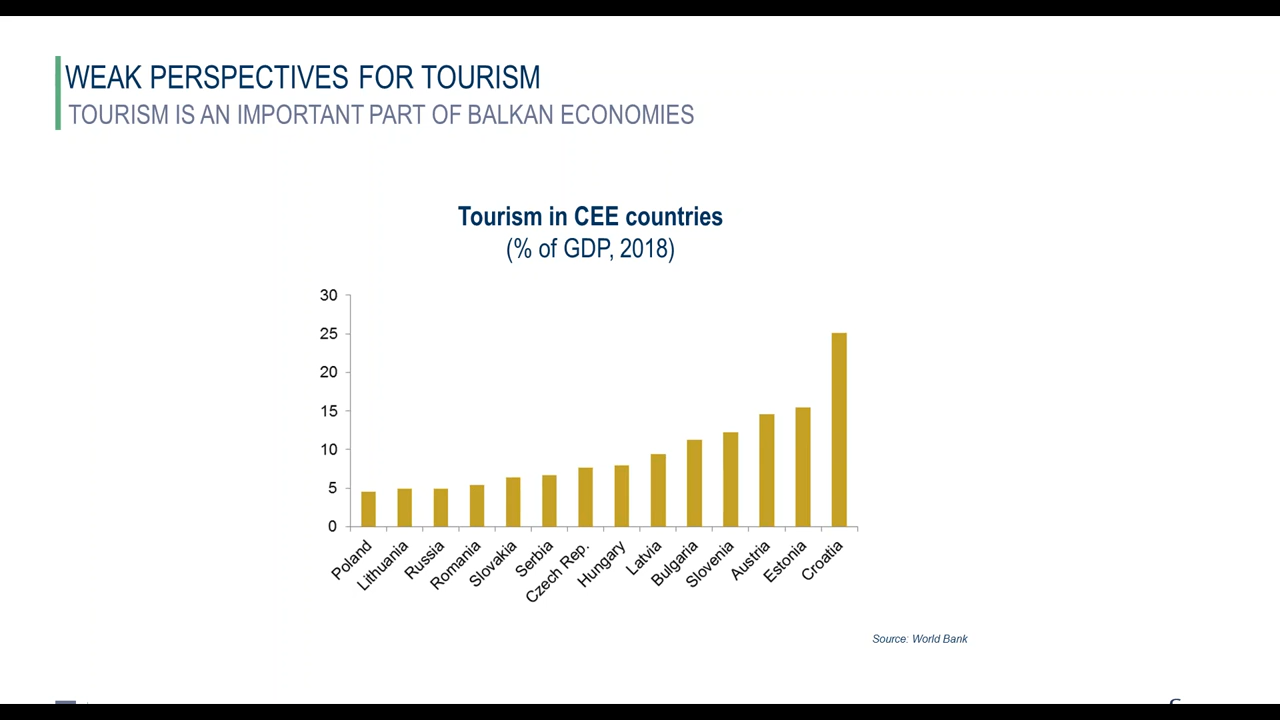 WEAK PERSPECTIVES FOR TOURISM
TOURISM IS AN IMPORTANT PART OF BALKAN ECONOMIES
Tourism in CEE countries
(% of GDP, 2018)
30
25
20
15
10
5
0
Poland
Lithuania
Russia
Romania
Slovakia
Serbia
Czech Rep.
Hungary
Latvia
Bulgaria
Slovenia
Austria
Estonia
Croatia
Source: World Bank